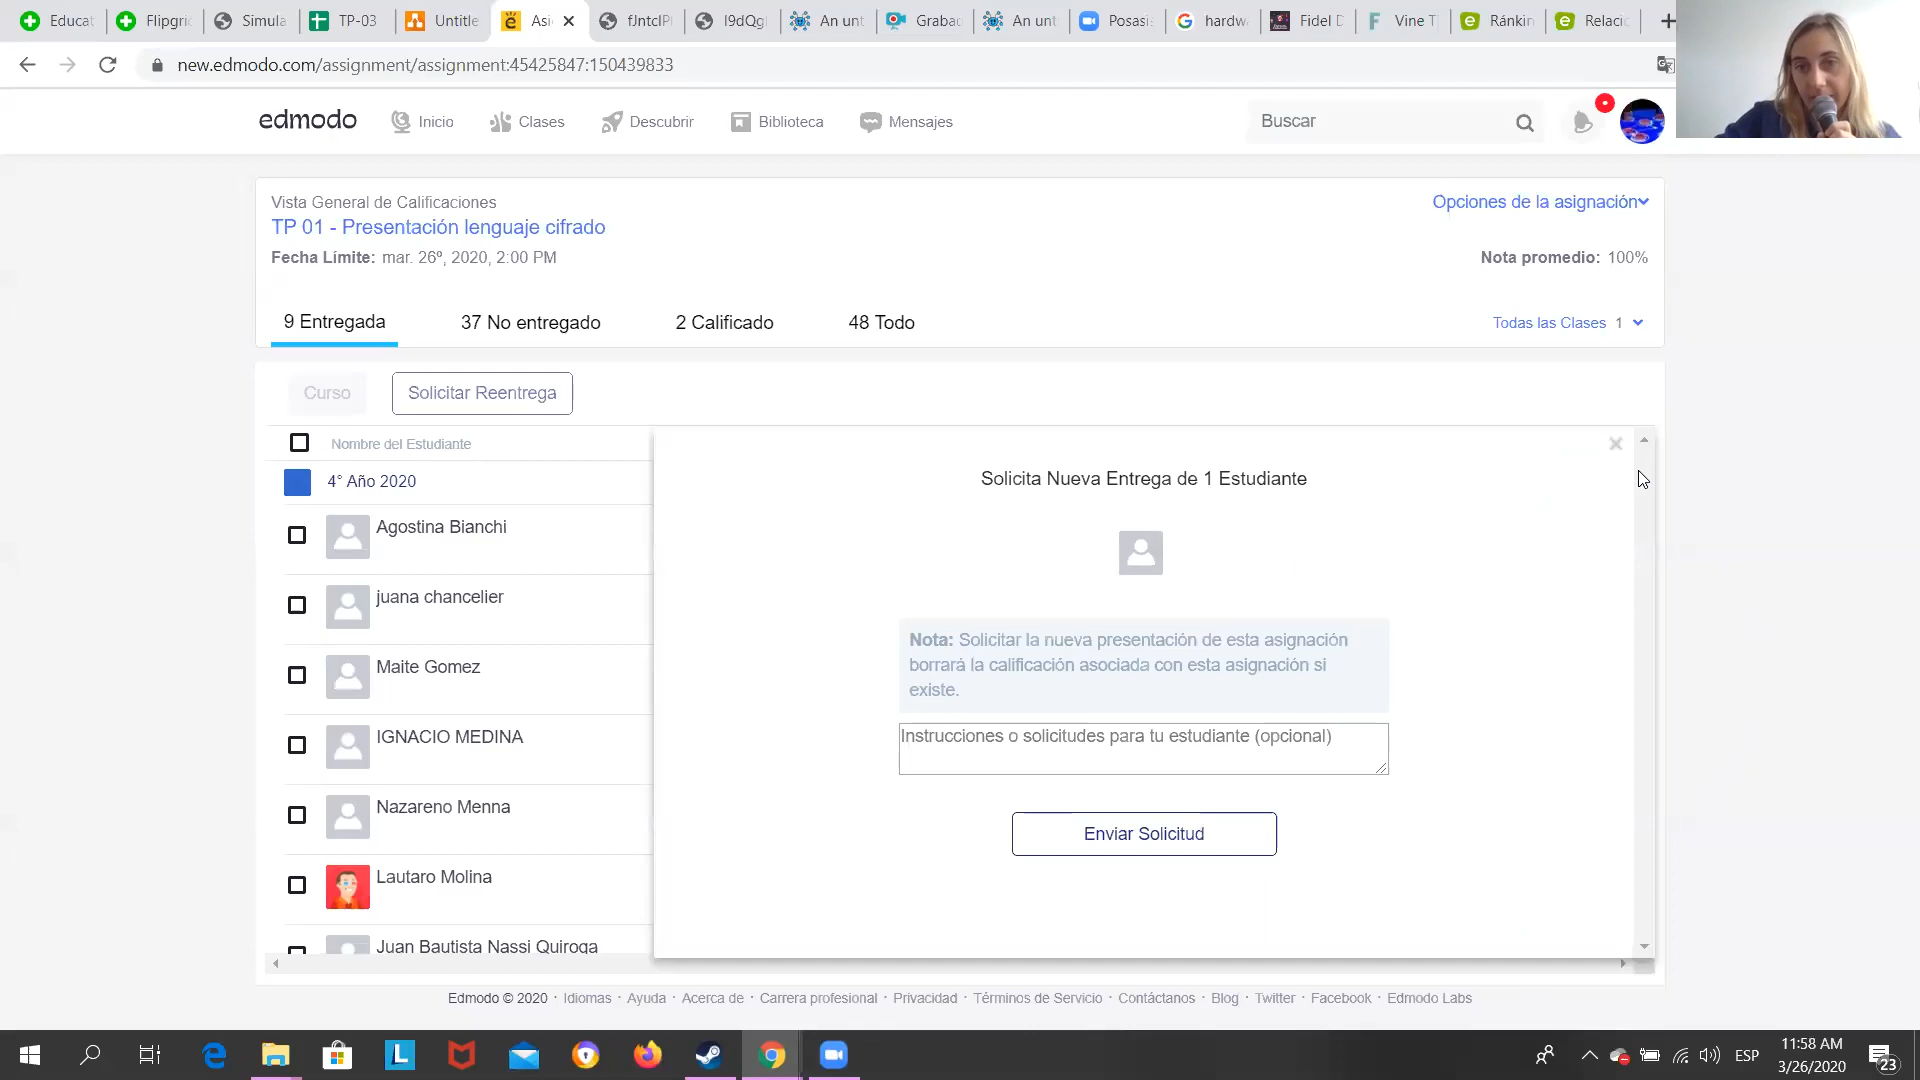 Educat
Flipgri
Simula
TP-03
Untitle
Asi
fJntclP
I9dQg
An unt
Graba
An unt
Posas
hardw
Fidel D
Vine T
Ránkin
Relaci
new.edmodo.com/assignment/assignment:45425847:150439833
edmodo
Inicio
Clases
Descubrir
Biblioteca
Mensajes
Buscar
Vista General de Calificaciones
Opciones de la asignación
TP 01 - Presentación lenguaje cifrado
Fecha Límite: mar. 26º, 2020, 2:00 PM
Nota promedio: 100%
9 Entregada
37 No entregado
2 Calificado
48 Todo
Todas las Clases 1
Curso
Solicitar Reentrega
Nombre del Estudiante
4° Año 2020
Agostina Bianchi
juana chancelier
Maite Gomez
IGNACIO MEDINA
Nazareno Menna
Lautaro Molina
Juan Bautista Nassi Quiroga
Solicita Nueva Entrega de 1 Estudiante
Nota: Solicitar la nueva presentación de esta asignación
borrará la calificación asociada con esta asignación si
existe.
Instrucciones o solicitudes para tu estudiante (opcional)
Enviar Solicitud
Edmodo © 2020 · Idiomas · Ayuda · Acerca de · Carrera profesional · Privacidad · Términos de Servicio · Contáctanos · Blog · Twitter · Facebook · Edmodo Labs
ESP
11:58 AM
3/26/2020
23